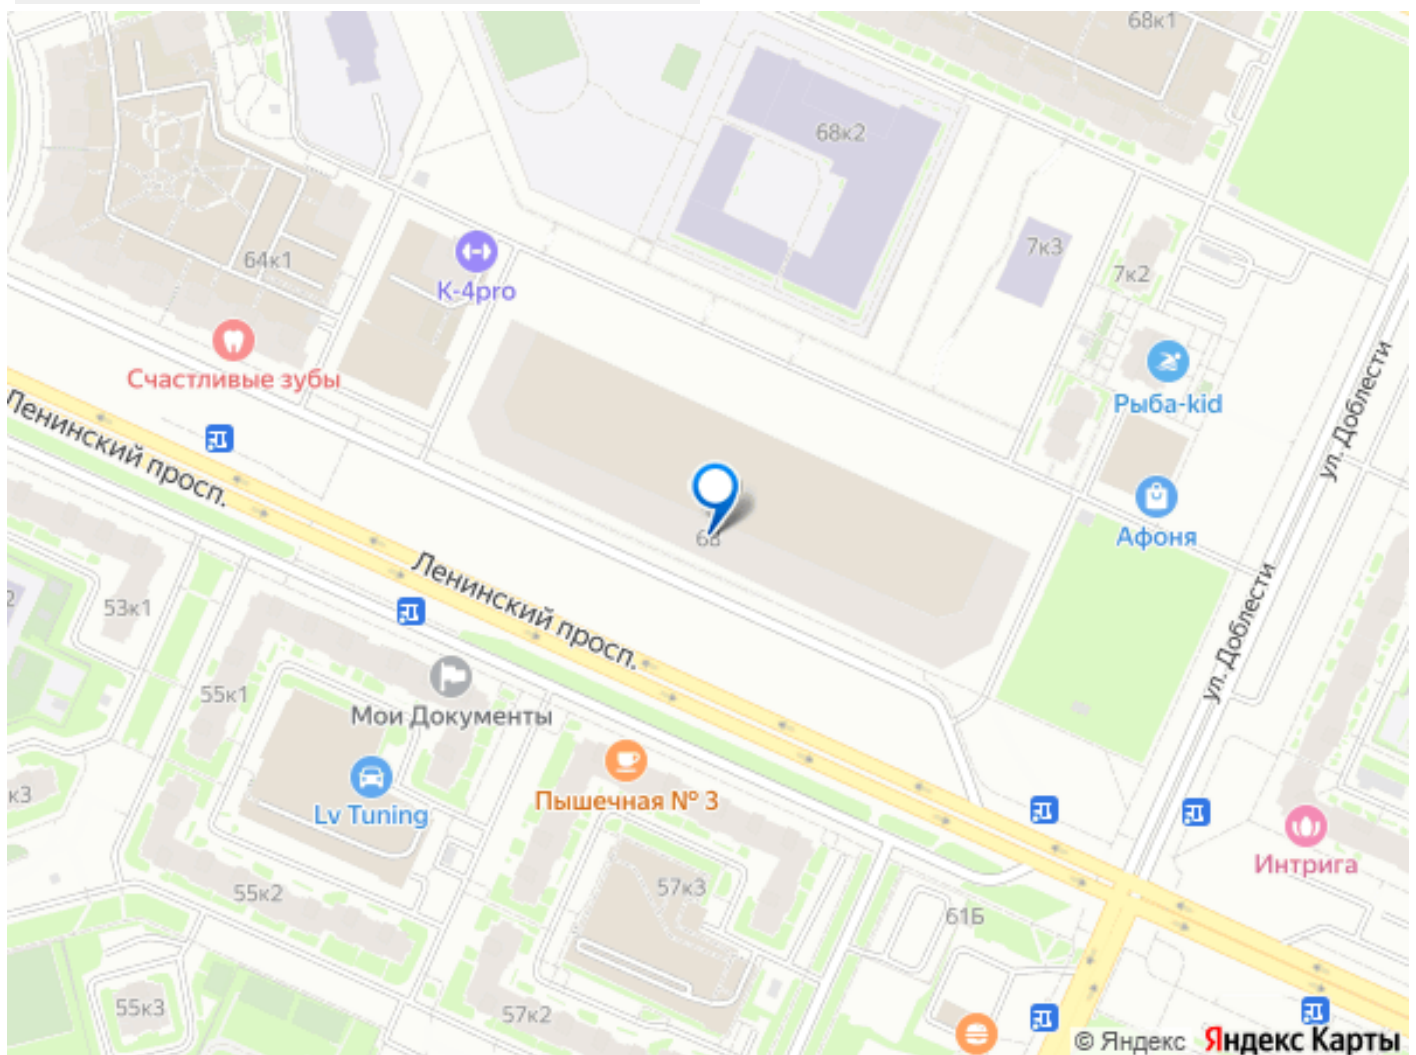 68к1
68к2
7к3
64к1
7к2
K-4pro
Счастливые зубы
Рыба-kid
Ленинский просп.
ул. Доблести
Афоня
Ленинский просп.
53к1
ул. Доблести
55к1
Мои Документы
к3
Пышечная № 3
Lv Tuning
Интрига
57к3
55к2
61Б
55к3
57к2
© Яндекс Яндекс Карты